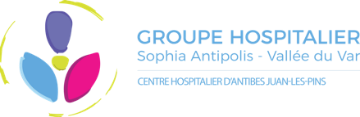 GROUPE HOSPITALIER
Sophia Antipolis - Vallée du Var
CENTRE HOSPITALIER D'ANTIBES JUAN-LES-PINS